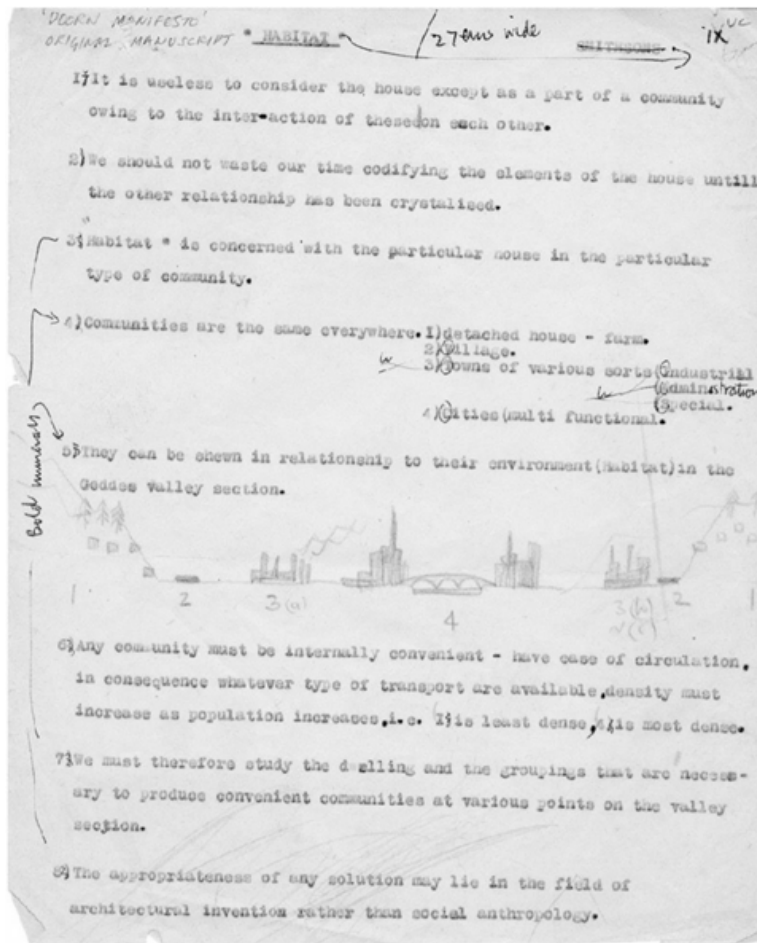 'DOORN MANIFESTO'
ORIGINAL MANUSCRIPT
" HABITAT "
27 ems wide
SMITHSONS
IX
UC
1) It is useless to consider the house except as a part of a community
owing to the inter-action of these on each other.
2) We should not waste our time codifying the elements of the house untill
the other relationship has been crystalised.
3) "Habitat " is concerned with the particular house in the particular
type of community.
4) Communities are the same everywhere. 1) detached house - farm.
2) Village.
3) Towns of various sorts (Industrial
(Administration
(Special.
4) Cities (multi functional.
5) They can be shewn in relationship to their environment (Habitat) in the
Geddes valley section.
Bold numerals
1 2 3(a) 4 3(b) 2 1
6) Any community must be internally convenient - have ease of circulation,
in consequence whatever type of transport are available, density must
increase as population increases, i.e. 1) is least dense, 4) is most dense.
7) We must therefore study the dwelling and the groupings that are necess-
ary to produce convenient communities at various points on the valley
section.
8) The appropriateness of any solution may lie in the field of
architectural invention rather than social anthropology.